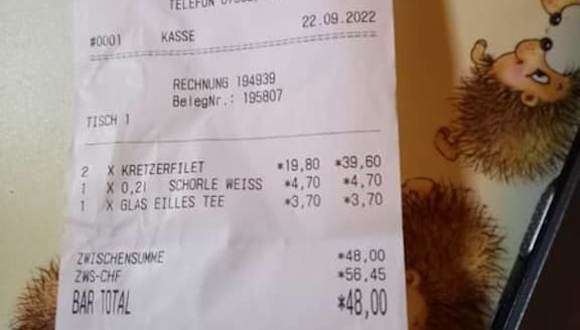 TELEFON
22.09.2022
#0001 KASSE
RECHNUNG 194939
BelegNr.: 195807
TISCH 1
2 X KRETZERFILET *19,80 *39,60
1 X 0,2l SCHORLE WEISS *4,70 *4,70
1 X GLAS EILLES TEE *3,70 *3,70
ZWISCHENSUMME *48,00
ZWS-CHF *56,45
BAR TOTAL *48,00